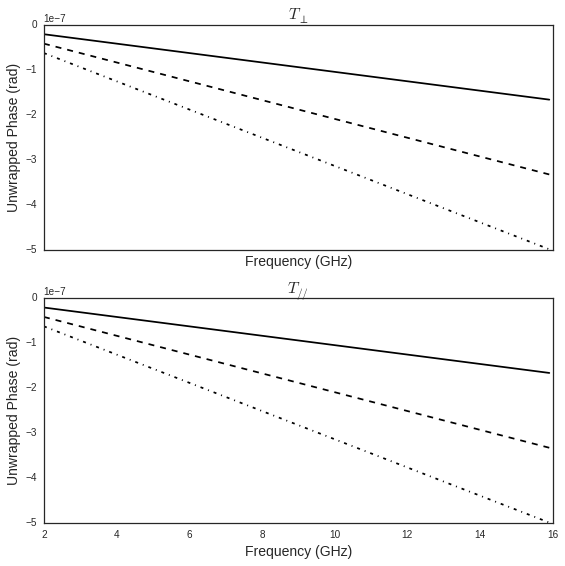 T⊥
1e−7
0
−1
−2
−3
−4
−5
Unwrapped Phase (rad)
Frequency (GHz)
T//
1e−7
0
−1
−2
−3
−4
−5
Unwrapped Phase (rad)
2 4 6 8 10 12 14 16
Frequency (GHz)